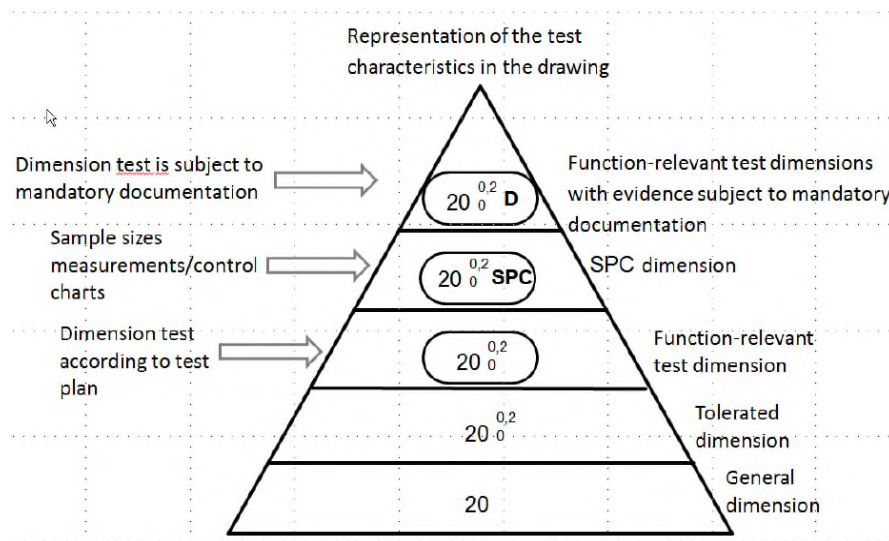 Representation of the test
characteristics in the drawing
Dimension test is subject to
mandatory documentation
20 0,2 0 D
Function-relevant test dimensions
with evidence subject to mandatory
documentation
Sample sizes
measurements/control
charts
20 0,2 0 SPC
SPC dimension
Dimension test
according to test
plan
20 0,2 0
Function-relevant
test dimension
20 0,2 0
Tolerated
dimension
20
General
dimension